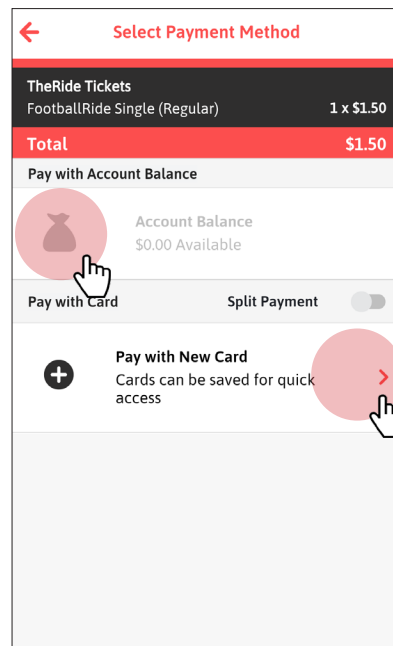 Select Payment Method
TheRide Tickets
FootballRide Single (Regular) 1 x $1.50
Total $1.50
Pay with Account Balance
Account Balance
$0.00 Available
Pay with Card Split Payment
Pay with New Card
Cards can be saved for quick
access